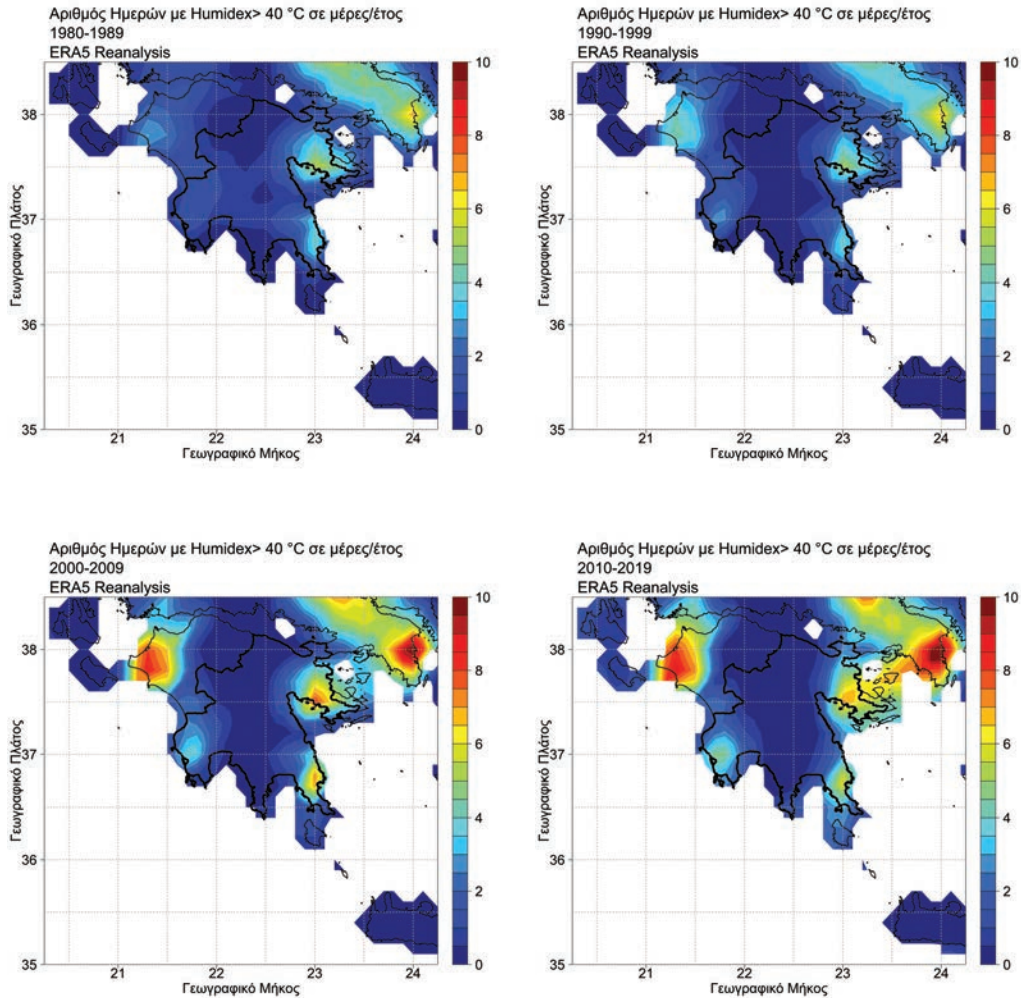 Αριθμός Ημερών με Humidex> 40 °C σε μέρες/έτος
1980-1989
ERA5 Reanalysis
10
8
6
4
2
0
38
37
36
35
Γεωγραφικό Πλάτος
21 22 23 24
Γεωγραφικό Μήκος
Αριθμός Ημερών με Humidex> 40 °C σε μέρες/έτος
1990-1999
ERA5 Reanalysis
10
8
6
4
2
0
38
37
36
35
Γεωγραφικό Πλάτος
21 22 23 24
Γεωγραφικό Μήκος
Αριθμός Ημερών με Humidex> 40 °C σε μέρες/έτος
2000-2009
ERA5 Reanalysis
10
8
6
4
2
0
38
37
36
35
Γεωγραφικό Πλάτος
21 22 23 24
Γεωγραφικό Μήκος
Αριθμός Ημερών με Humidex> 40 °C σε μέρες/έτος
2010-2019
ERA5 Reanalysis
10
8
6
4
2
0
38
37
36
35
Γεωγραφικό Πλάτος
21 22 23 24
Γεωγραφικό Μήκος